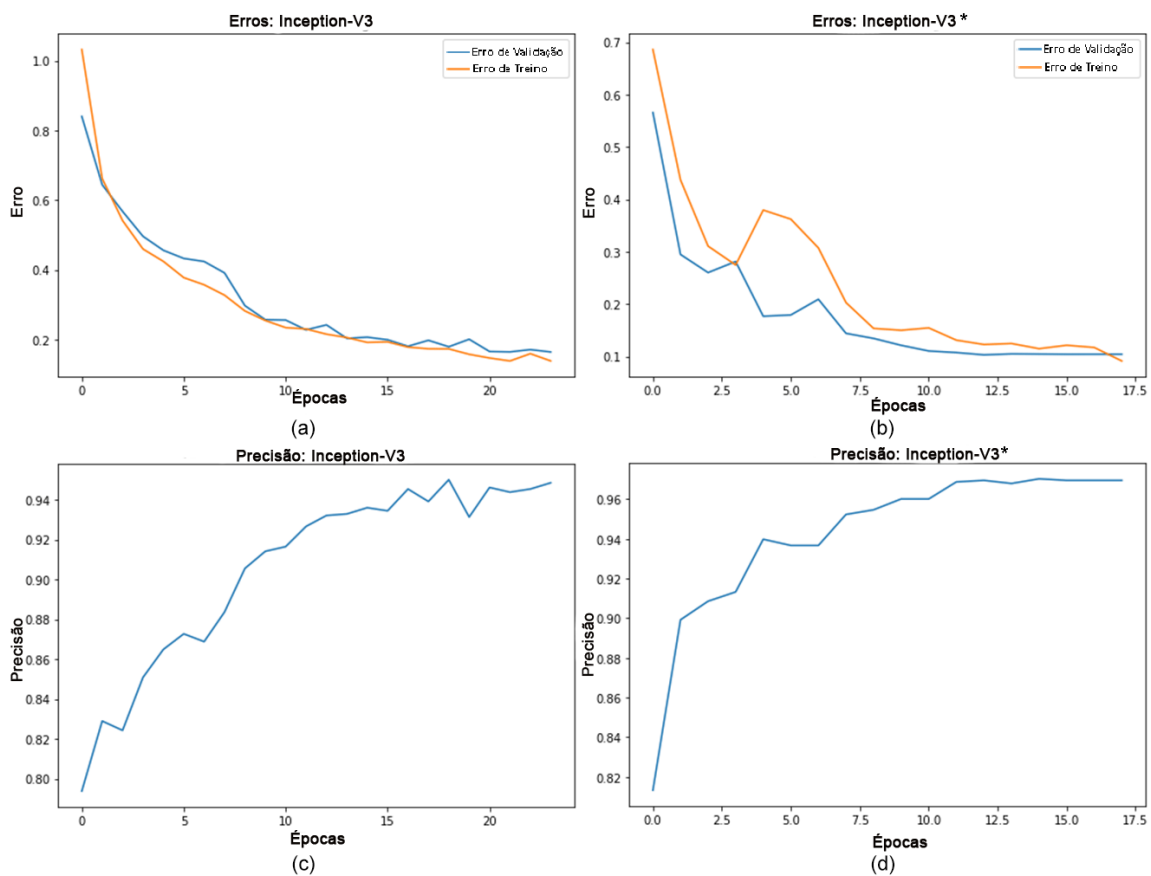 Erros: Inception-V3
Erro de Validação
Erro de Treino
1.0
0.8
0.6
0.4
0.2
Erro
0
5
10
15
20
Épocas
(a)
Erros: Inception-V3*
Erro de Validação
Erro de Treino
0.7
0.6
0.5
0.4
0.3
0.2
0.1
Erro
0.0
2.5
5.0
7.5
10.0
12.5
15.0
17.5
Épocas
(b)
Precisão: Inception-V3
0.94
0.92
0.90
0.88
0.86
0.84
0.82
0.80
Precisão
0
5
10
15
20
Épocas
(c)
Precisão: Inception-V3*
0.96
0.94
0.92
0.90
0.88
0.86
0.84
0.82
Precisão
0.0
2.5
5.0
7.5
10.0
12.5
15.0
17.5
Épocas
(d)